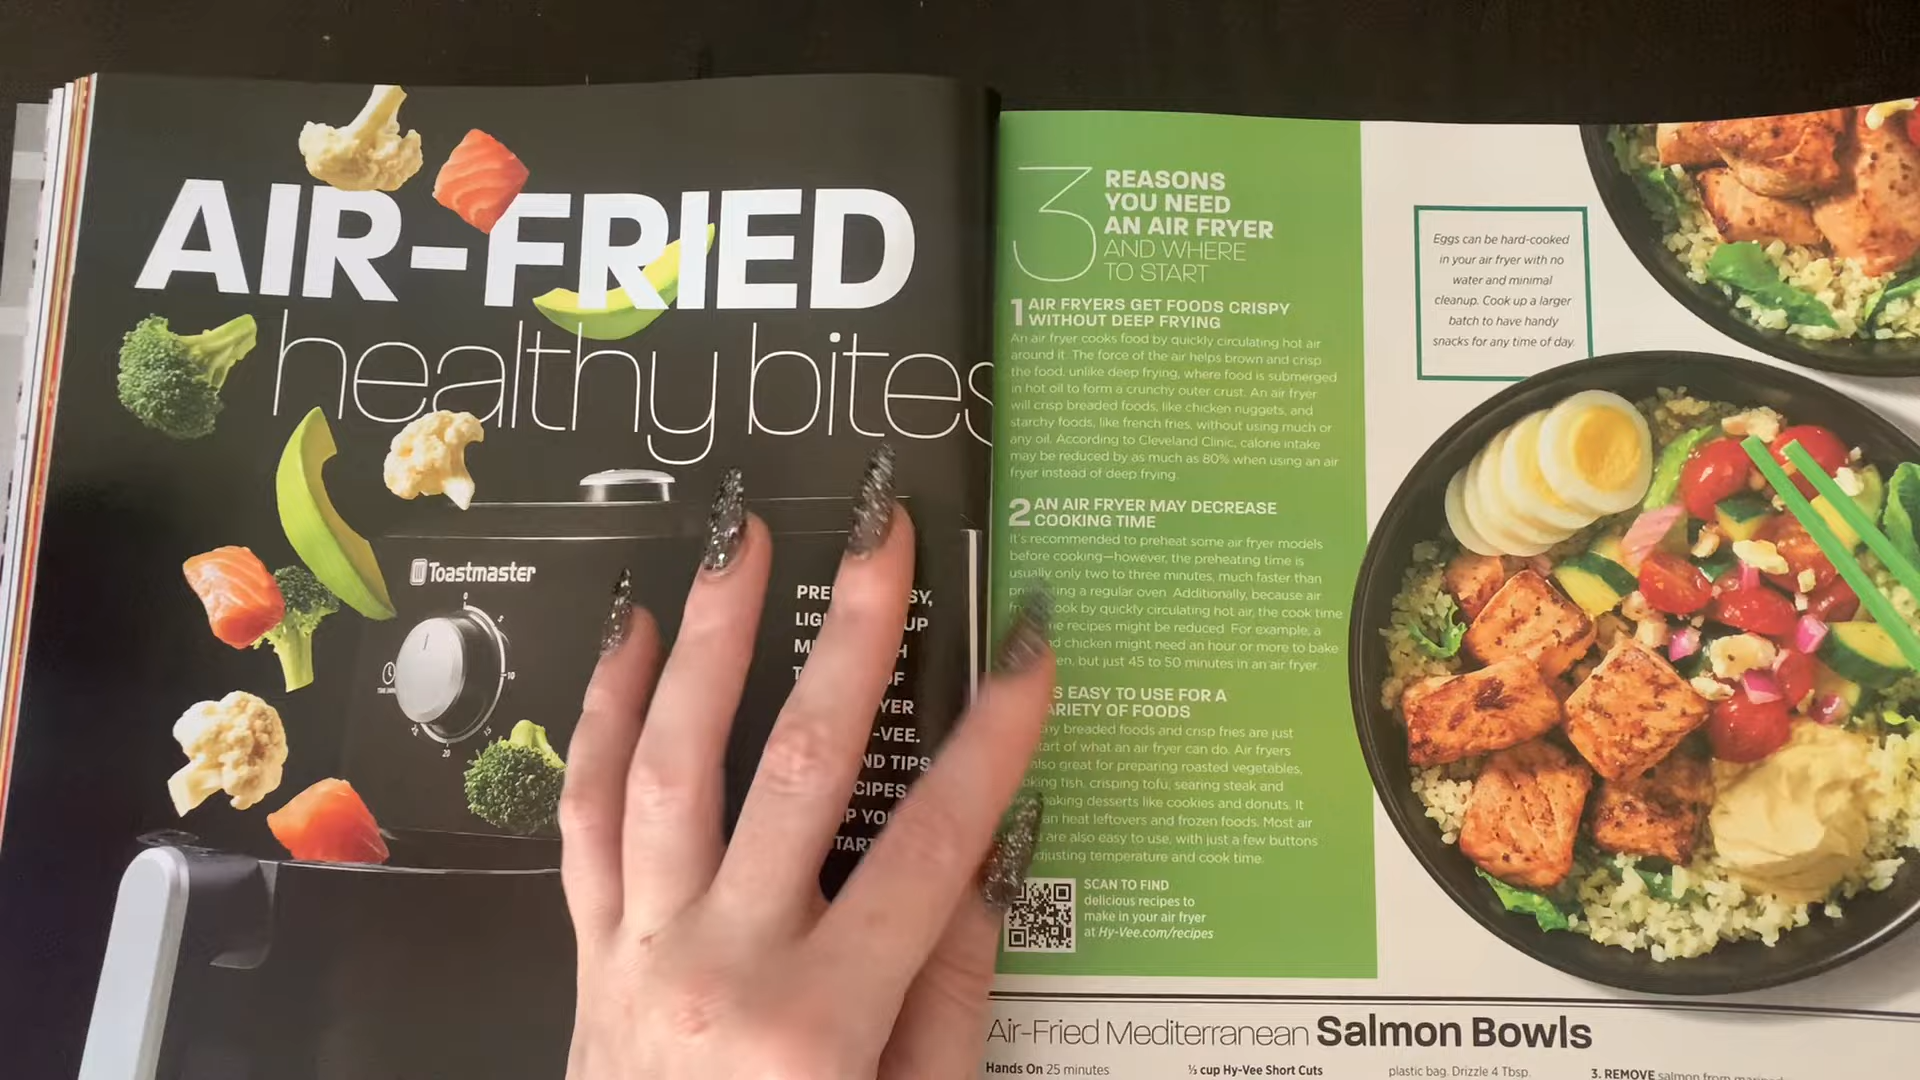 AIR-FRIED
healthy bites
Toastmaster
0
5
10
15
20
SY,
UP
OF
YER
-VEE.
ND TIPS
CIPES
3 REASONS
YOU NEED
AN AIR FRYER
AND WHERE
TO START
1 AIR FRYERS GET FOODS CRISPY
WITHOUT DEEP FRYING
An air fryer cooks food by quickly circulating hot air
around it. The force of the air helps brown and crisp
the food, unlike deep frying, where food is submerged
in hot oil to form a crunchy outer crust. An air fryer
will crisp breaded foods, like chicken nuggets, and
starchy foods, like french fries, without using much or
any oil. According to Cleveland Clinic, calorie intake
may be reduced by as much as 80% when using an air
fryer instead of deep frying.
2 AN AIR FRYER MAY DECREASE
COOKING TIME
It's recommended to preheat some air fryer models
before cooking—however, the preheating time is
usually only two to three minutes, much faster than
a regular oven. Additionally, because air
cook by quickly circulating hot air, the cook time
recipes might be reduced. For example, a
chicken might need an hour or more to bake
but just 45 to 50 minutes in an air fryer.
EASY TO USE FOR A
OF FOODS
breaded foods and crisp fries are just
of what an air fryer can do. Air fryers
also great for preparing roasted vegetables,
fish, crisping tofu, searing steak and
baking desserts like cookies and donuts. It
heat leftovers and frozen foods. Most air
are also easy to use, with just a few buttons
adjusting temperature and cook time.
SCAN TO FIND
delicious recipes to
make in your air fryer
at Hy-Vee.com/recipes
Eggs can be hard-cooked
in your air fryer with no
water and minimal
cleanup. Cook up a larger
batch to have handy
snacks for any time of day.
Air-Fried Mediterranean Salmon Bowls
Hands On 25 minutes
⅓ cup Hy-Vee Short Cuts
plastic bag. Drizzle 4 Tbsp.
3. REMOVE salmon from